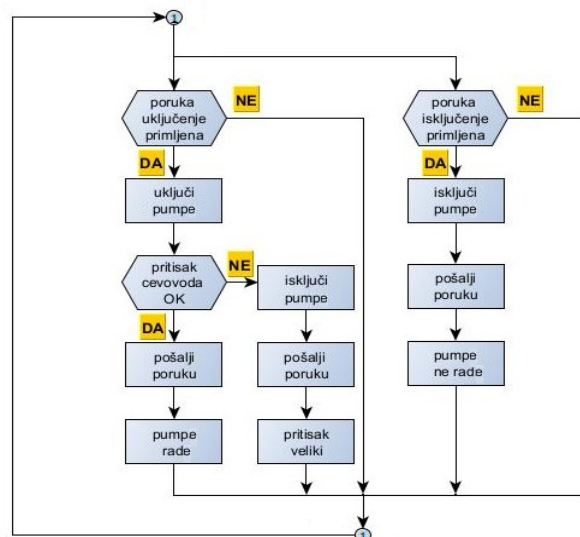 1
poruka
uključenje
primljena
NE
DA
uključi
pumpe
pritisak
cevovoda
OK
NE
DA
pošalji
poruku
pumpe
rade
isključi
pumpe
pošalji
poruku
pritisak
veliki
poruka
isključenje
primljena
NE
DA
isključi
pumpe
pošalji
poruku
pumpe
ne rade
1